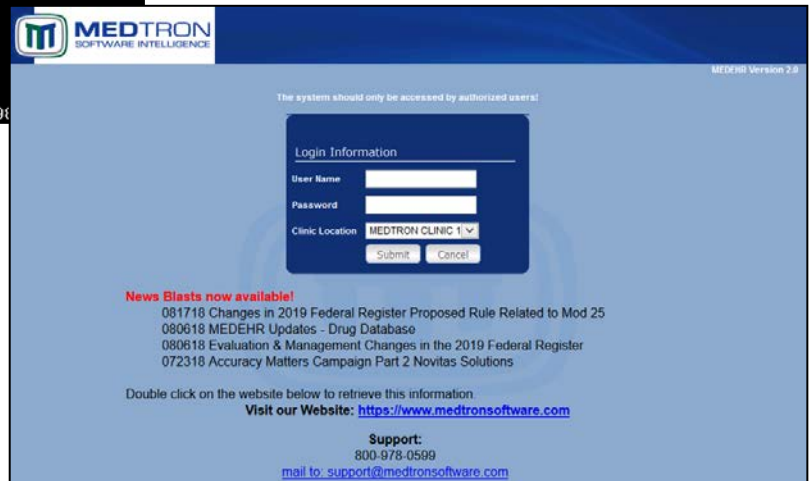 MEDTRON
SOFTWARE INTELLIGENCE
MEDEHR Version 2.0
The system should only be accessed by authorized users!
Login Information
User Name
Password
Clinic Location MEDTRON CLINIC 1
Submit Cancel
News Blasts now available!
081718 Changes in 2019 Federal Register Proposed Rule Related to Mod 25
080618 MEDEHR Updates - Drug Database
080618 Evaluation & Management Changes in the 2019 Federal Register
072318 Accuracy Matters Campaign Part 2 Novitas Solutions
Double click on the website below to retrieve this information.
Visit our Website: https://www.medtronsoftware.com
Support:
800-978-0599
mail to: support@medtronsoftware.com